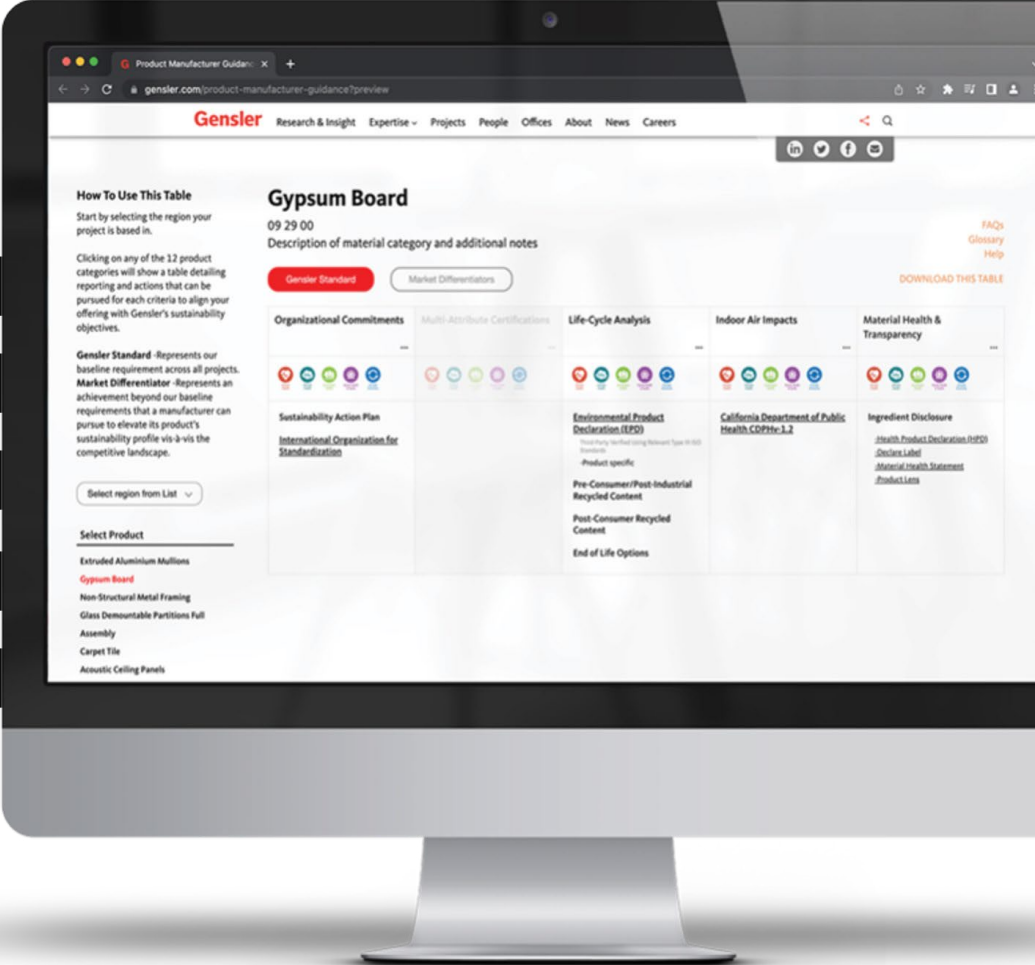 Product Manufacturer Guidanc
gensler.com/product-manufacturer-guidance?preview
Gensler
Research & Insight Expertise Projects People Offices About News Careers
How To Use This Table
Start by selecting the region your
project is based in.
Clicking on any of the 12 product
categories will show a table detailing
reporting and actions that can be
pursued for each criteria to align your
offering with Gensler's sustainability
objectives.
Gensler Standard -Represents our
baseline requirement across all projects.
Market Differentiator -Represents an
achievement beyond our baseline
requirements that a manufacturer can
pursue to elevate its product's
sustainability profile vis-à-vis the
competitive landscape.
Select region from List
Select Product
Extruded Aluminium Mullions
Gypsum Board
Non-Structural Metal Framing
Glass Demountable Partitions Full
Assembly
Carpet Tile
Acoustic Ceiling Panels
Gypsum Board
09 29 00
Description of material category and additional notes
FAQs
Glossary
Help
DOWNLOAD THIS TABLE
Gensler Standard
Market Differentiators
Organizational Commitments
Multi-Attribute Certifications
Life-Cycle Analysis
Indoor Air Impacts
Material Health &
Transparency
Sustainability Action Plan
International Organization for
Standardization
Environmental Product
Declaration (EPD)
Third Party Verified Using Relevant Type III ISO
Standards
-Product specific
Pre-Consumer/Post-Industrial
Recycled Content
Post-Consumer Recycled
Content
End of Life Options
California Department of Public
Health CDPHv-1.2
Ingredient Disclosure
-Health Product Declaration (HPD)
-Declare Label
-Material Health Statement
-Product Lens